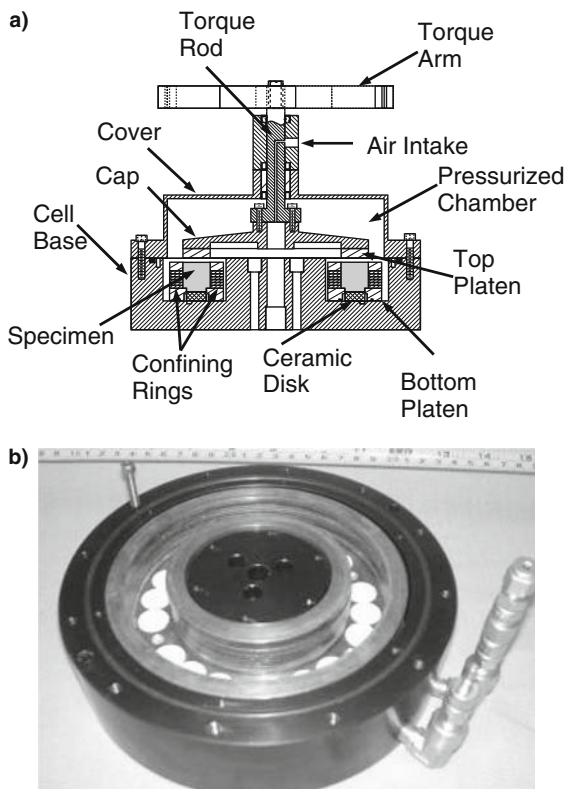 a)
Torque
Rod
Torque
Arm
Cover
Air Intake
Cap
Pressurized
Chamber
Cell
Base
Top
Platen
Specimen
Confining
Rings
Ceramic
Disk
Bottom
Platen
b)